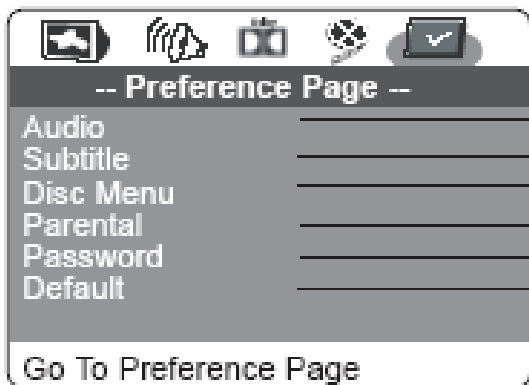 -- Preference Page --
Audio
Subtitle
Disc Menu
Parental
Password
Default
Go To Preference Page